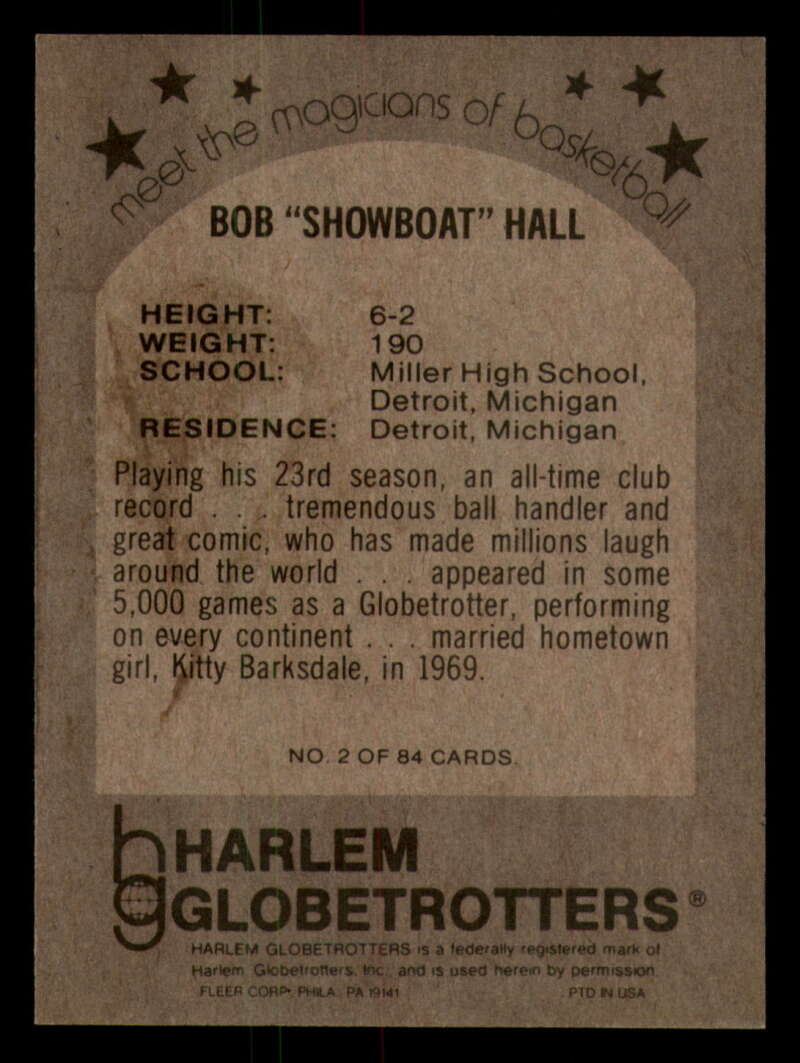 meet the magicians of basketball
BOB “SHOWBOAT” HALL
HEIGHT: 6-2
WEIGHT: 190
SCHOOL: Miller High School,
Detroit, Michigan
RESIDENCE: Detroit, Michigan
Playing his 23rd season, an all-time club
record . . . tremendous ball handler and
great comic, who has made millions laugh
around the world . . . appeared in some
5,000 games as a Globetrotter, performing
on every continent . . . married hometown
girl, Kitty Barksdale, in 1969.
NO. 2 OF 84 CARDS.
hg HARLEM
GLOBETROTTERS®
HARLEM GLOBETROTTERS is a federally registered mark of
Harlem Globetrotters, Inc., and is used herein by permission.
FLEER CORP. PHILA. PA 19141 PTD IN USA